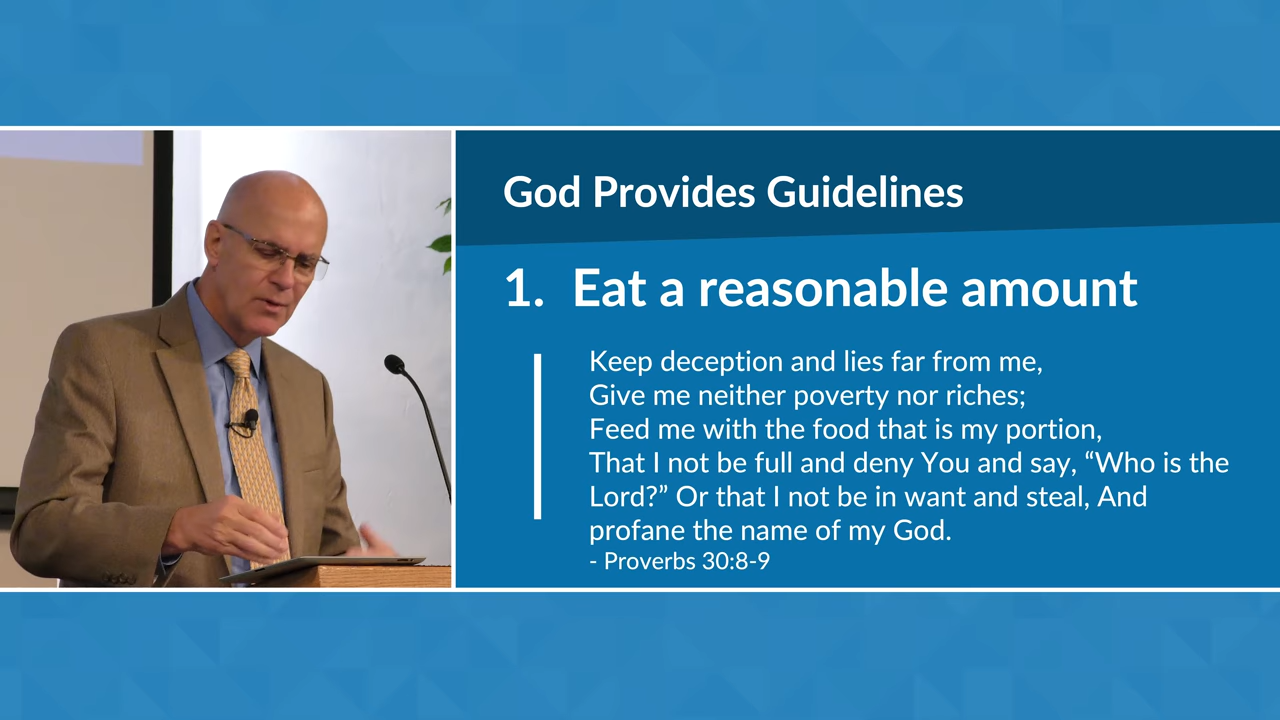 God Provides Guidelines
1. Eat a reasonable amount
Keep deception and lies far from me,
Give me neither poverty nor riches;
Feed me with the food that is my portion,
That I not be full and deny You and say, “Who is the
Lord?” Or that I not be in want and steal, And
profane the name of my God.
- Proverbs 30:8-9